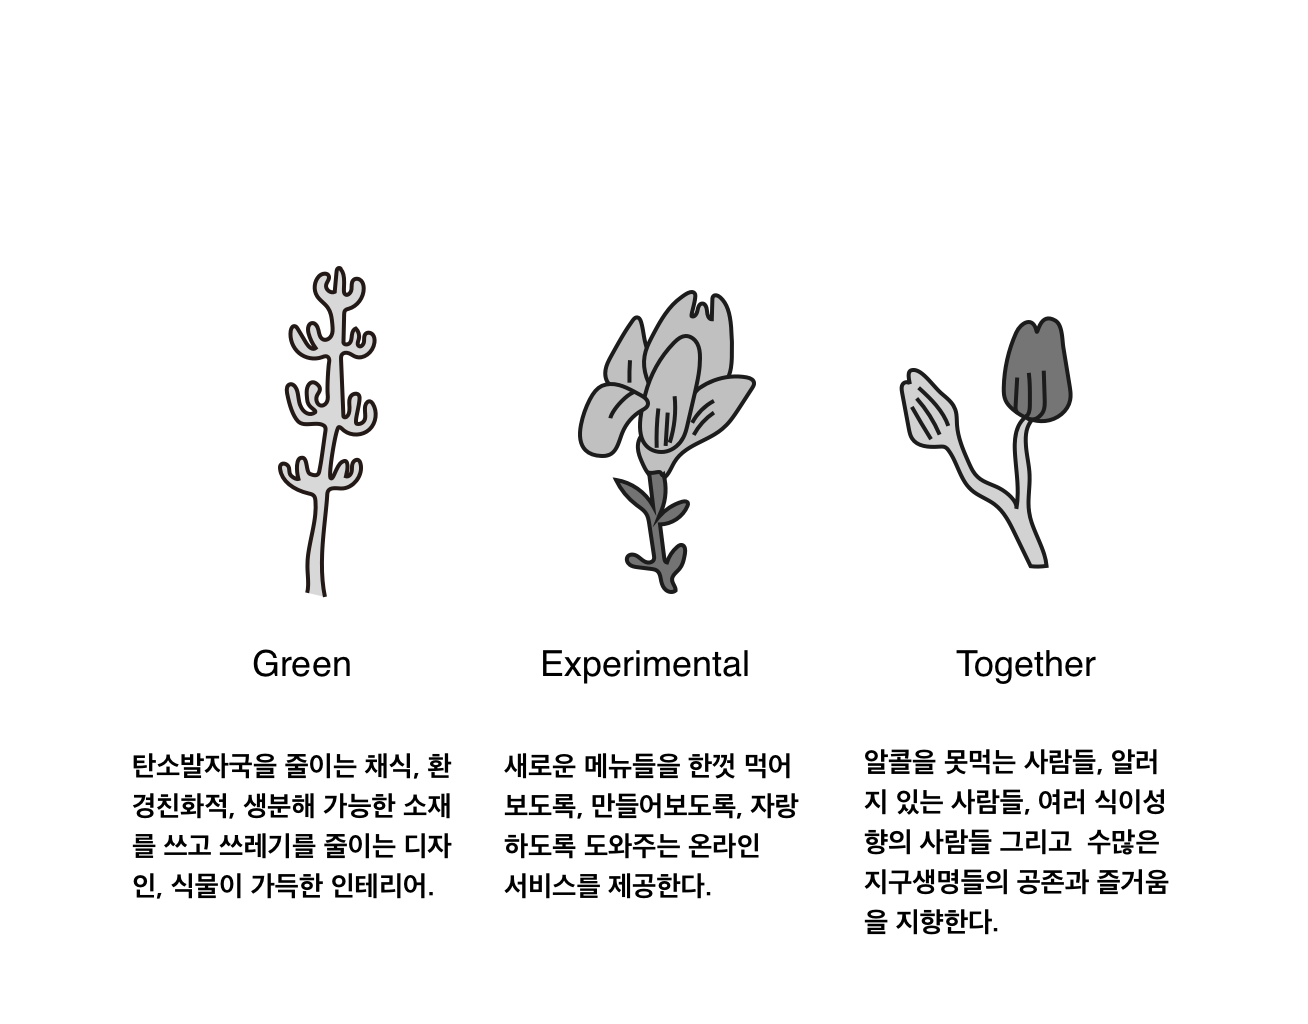 Green
탄소발자국을 줄이는 채식, 환
경친화적, 생분해 가능한 소재
를 쓰고 쓰레기를 줄이는 디자
인, 식물이 가득한 인테리어.
Experimental
새로운 메뉴들을 한껏 먹어
보도록, 만들어보도록, 자랑
하도록 도와주는 온라인
서비스를 제공한다.
Together
알콜을 못먹는 사람들, 알러
지 있는 사람들, 여러 식이성
향의 사람들 그리고  수많은
지구생명들의 공존과 즐거움
을 지향한다.